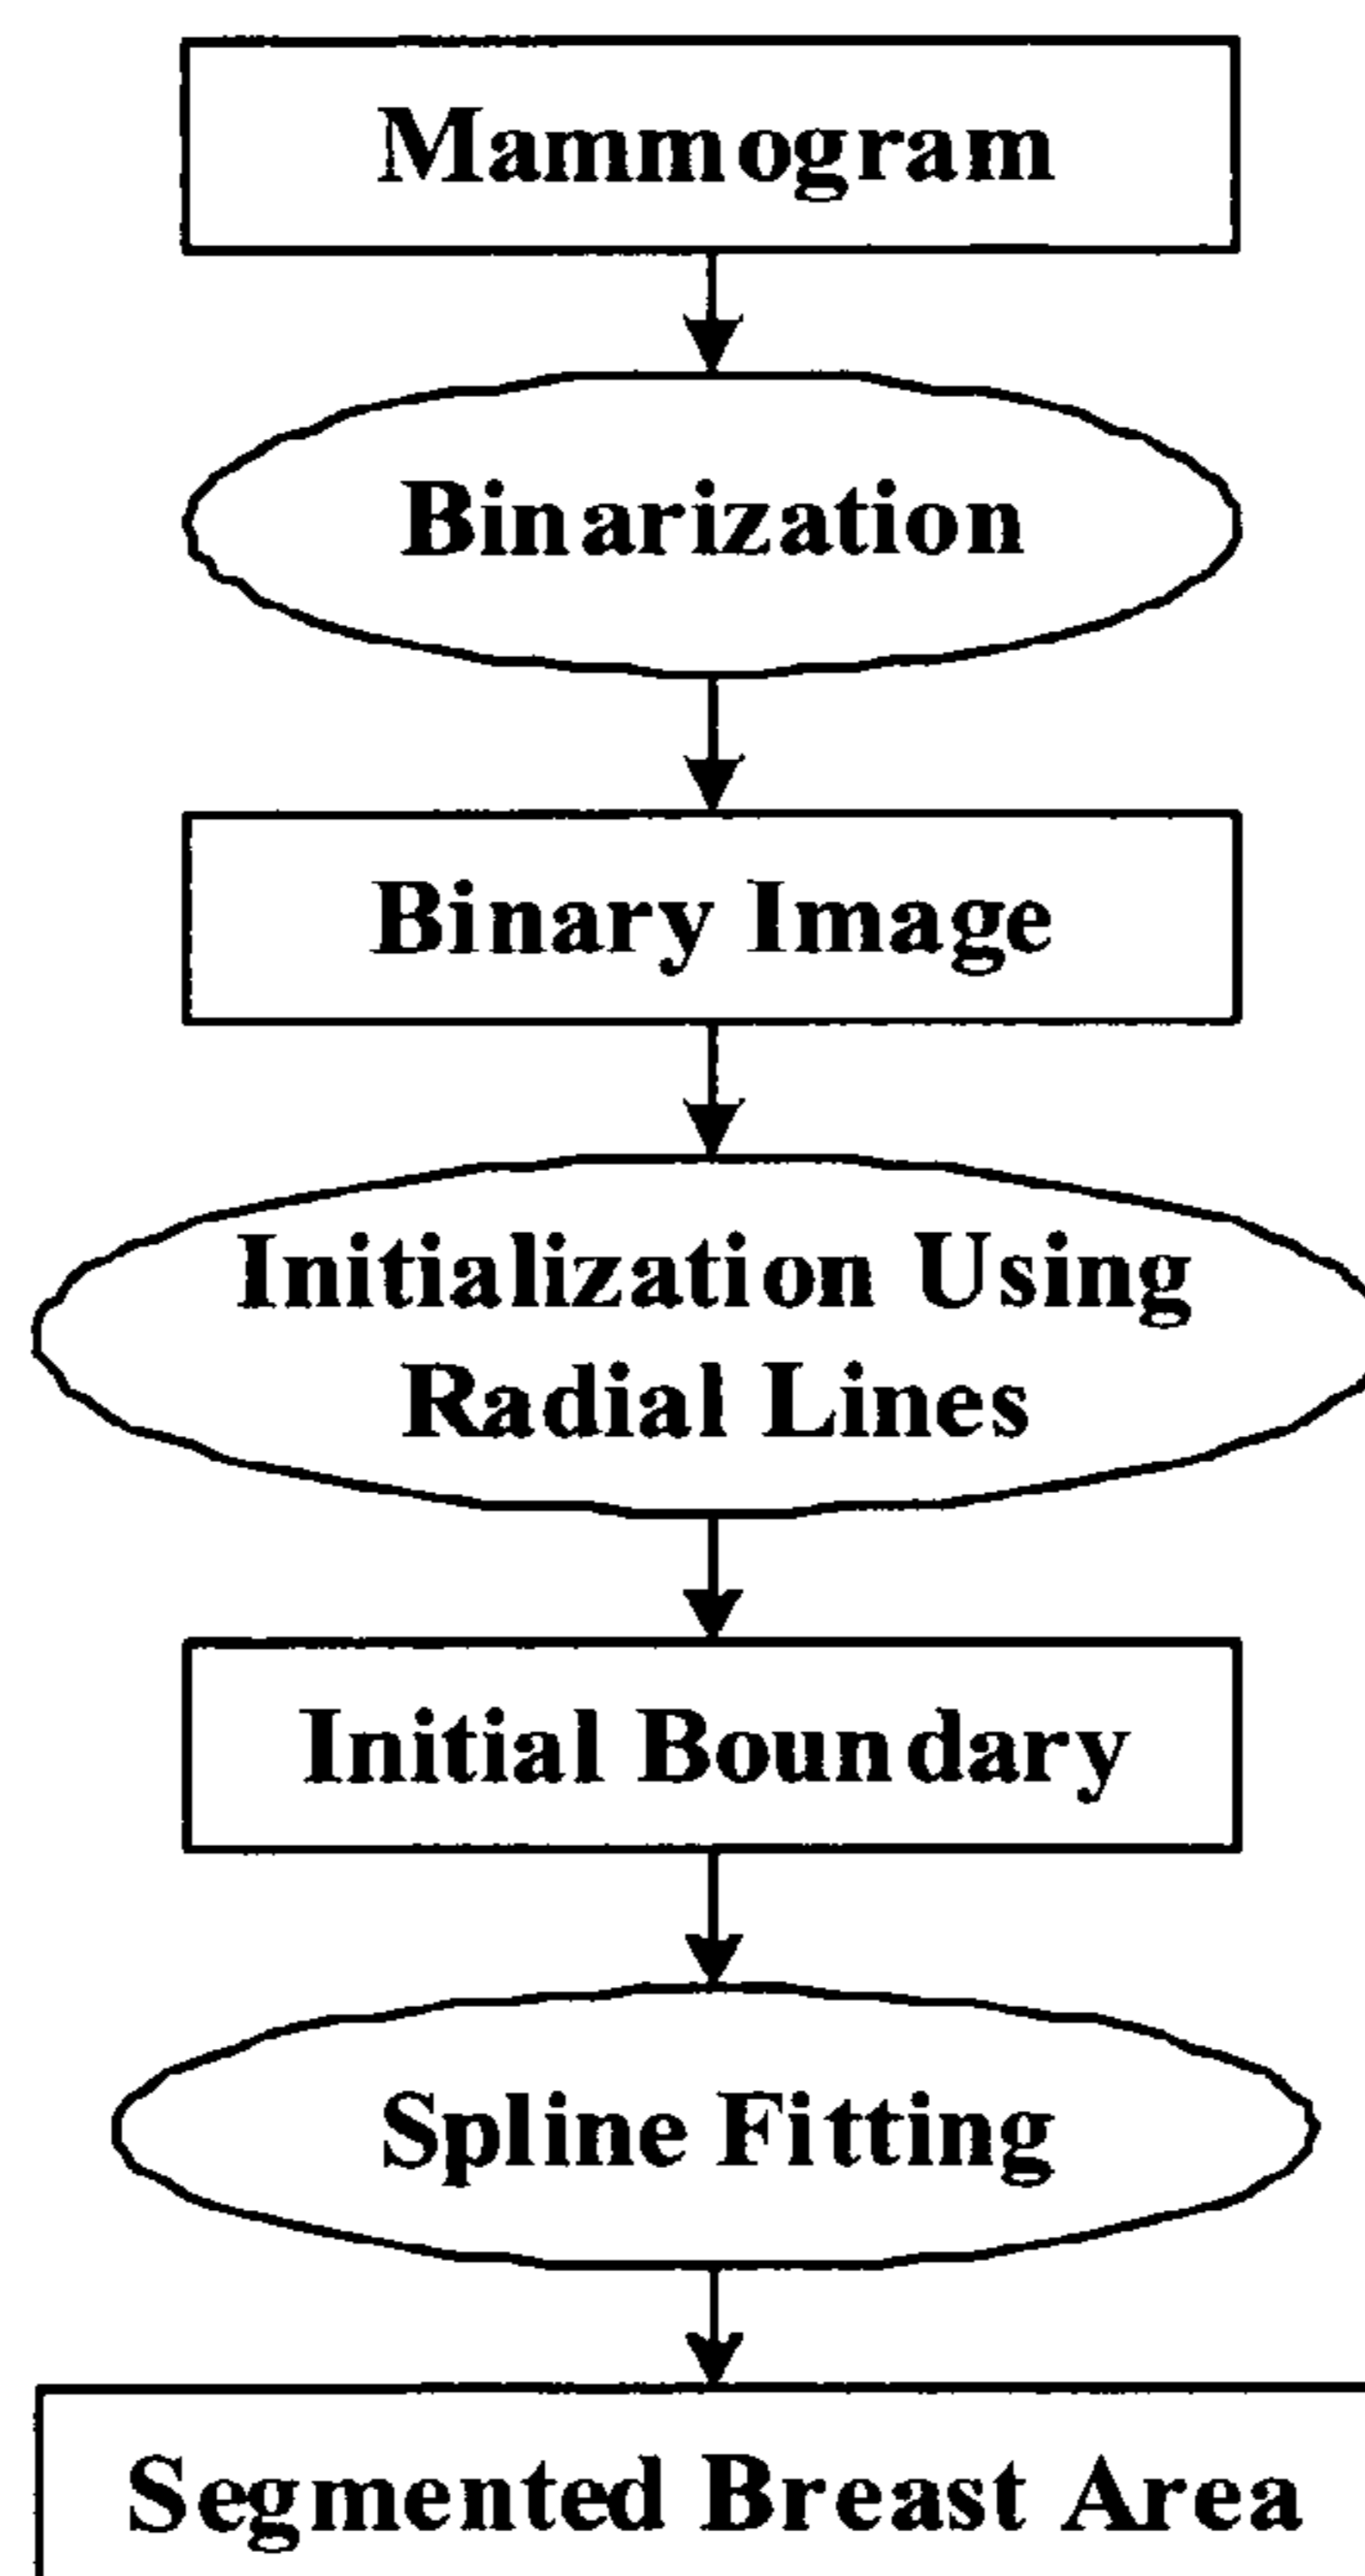 Mammogram
Binarization
Binary Image
Initialization Using
Radial Lines
Initial Boundary
Spline Fitting
Segmented Breast Area